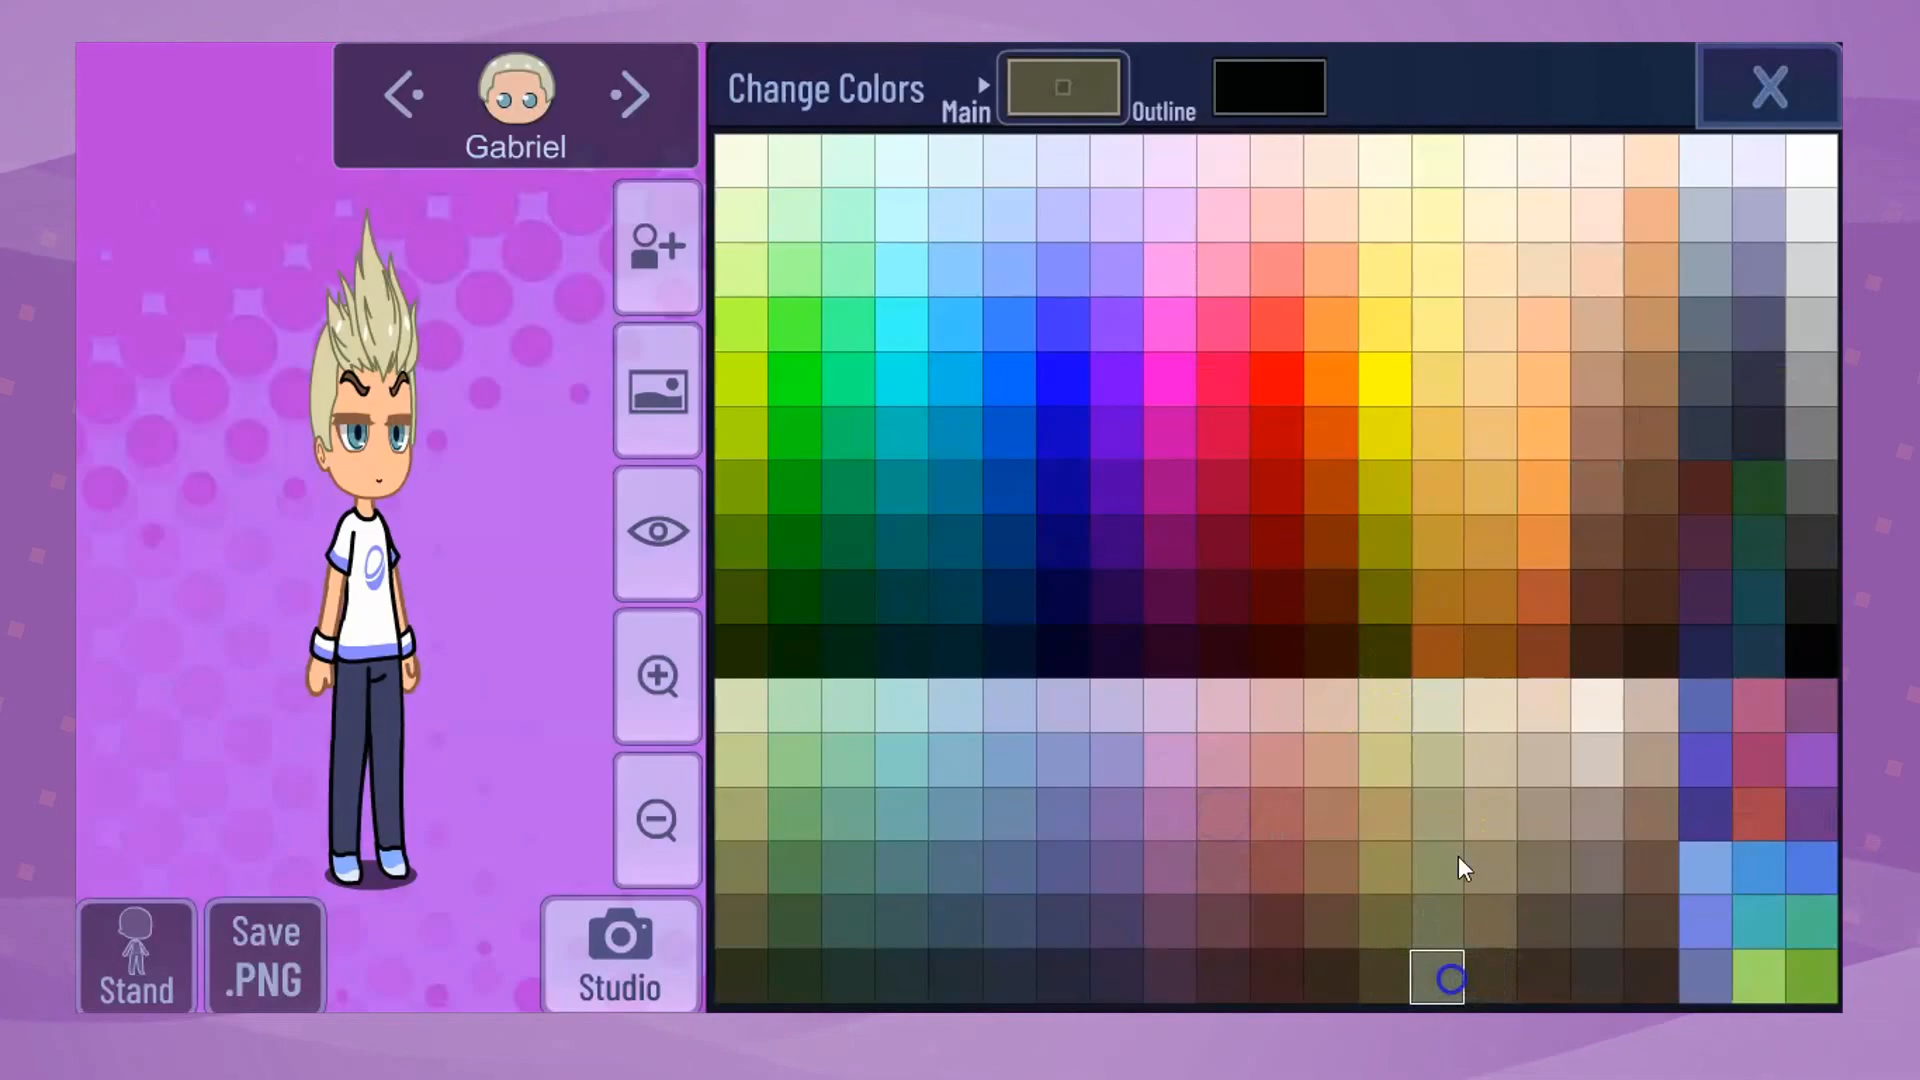 Gabriel
Change Colors
Main
Outline
X
Stand
Save
.PNG
Studio